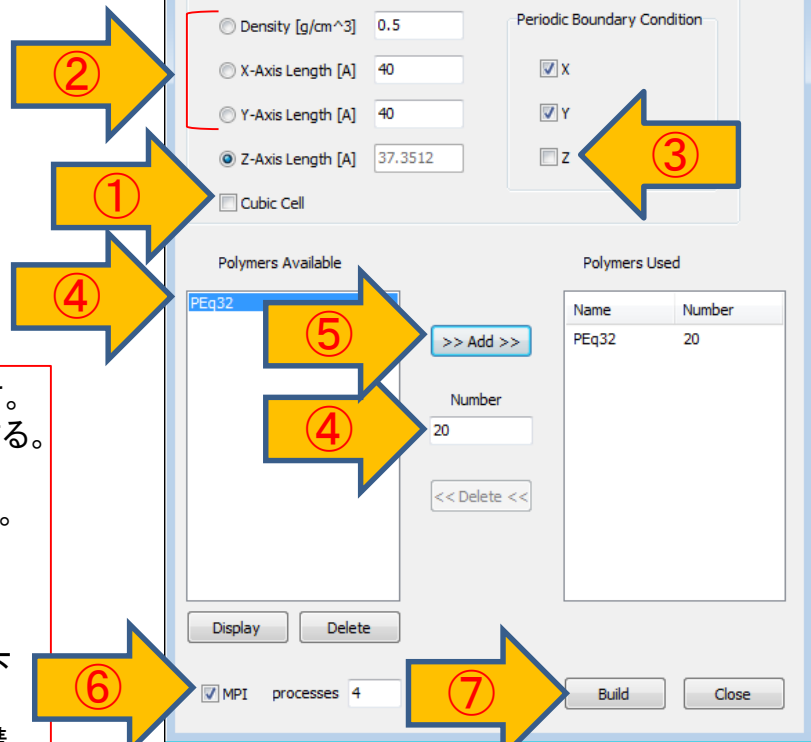 ② Density [g/cm^3] 0.5 Periodic Boundary Condition
X-Axis Length [A] 40 X
Y-Axis Length [A] 40 Y
Z-Axis Length [A] 37.3512 Z ③
① Cubic Cell
Polymers Available Polymers Used
④ PEq32 Name Number
⑤ >> Add >> PEq32 20
。
る。
Number
④ 20
<< Delete <<
。
Display Delete
⑥ MPI processes 4 ⑦ Build Close